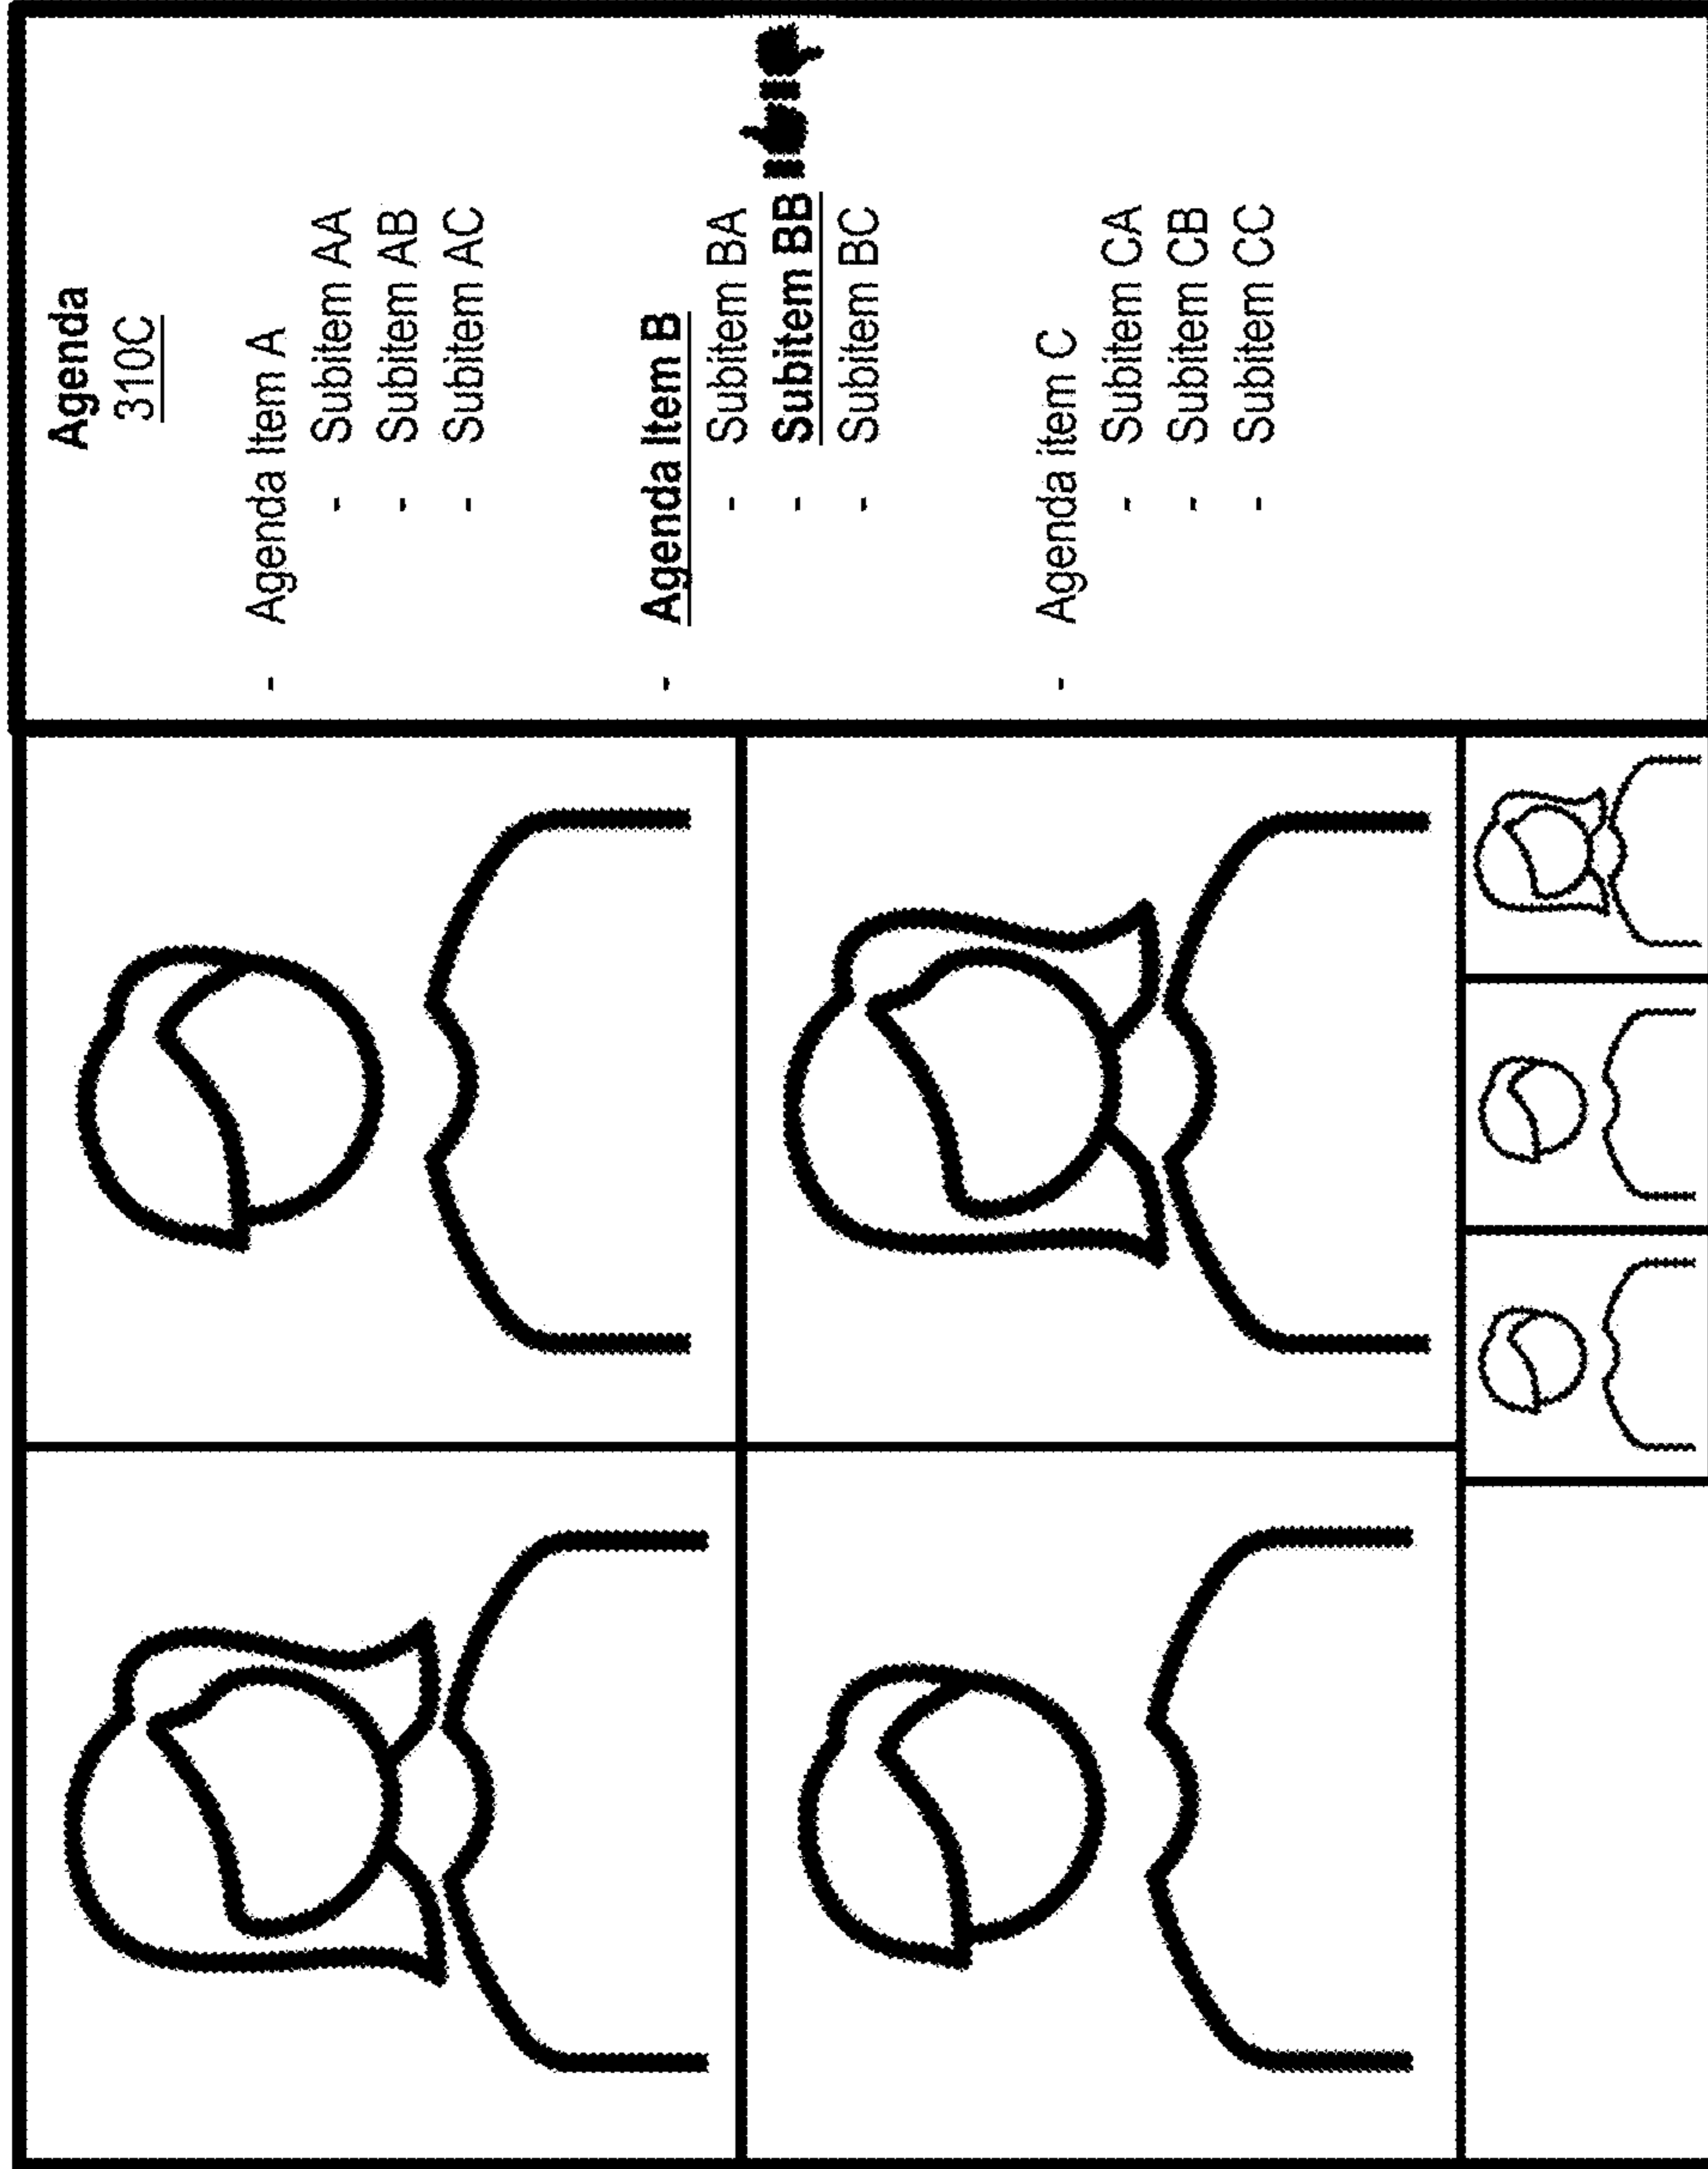 Agenda
310C
- Agenda Item A
- Subitem AA
- Subitem AB
- Subitem AC
- Agenda Item B
- Subitem BA
- Subitem BB
- Subitem BC
- Agenda item C
- Subitem CA
- Subitem CB
- Subitem CC